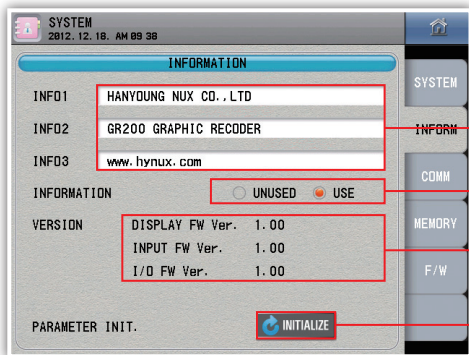 SYSTEM
2012. 12. 18. AM 09 38
INFORMATION
INFO1 HANYOUNG NUX CO.,LTD
INFO2 GR200 GRAPHIC RECODER
INFO3 www.hynux.com
INFORMATION UNUSED USE
VERSION DISPLAY FW Ver. 1.00
INPUT FW Ver. 1.00
I/O FW Ver. 1.00
PARAMETER INIT. INITIALIZE
SYSTEM
INFORM
COMM
MEMORY
F/W